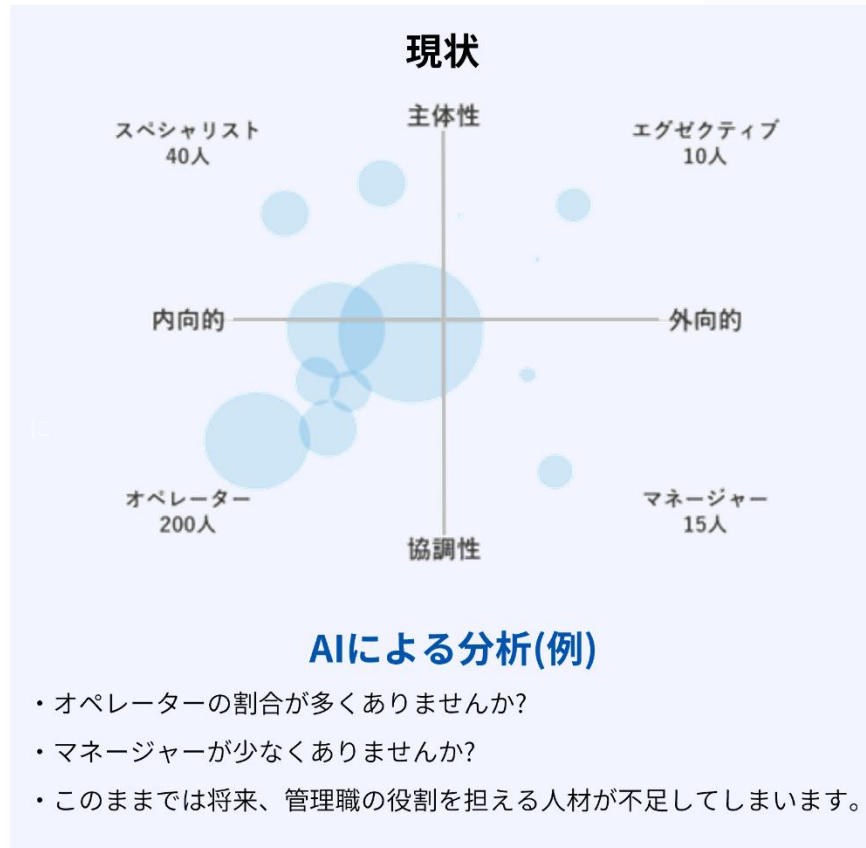 現状
主体性
スペシャリスト
40人
エグゼクティブ
10人
内向的
外向的
に
オペレーター
200人
マネージャー
15人
協調性
AIによる分析(例)
・オペレーターの割合が多くありませんか?
・マネージャーが少なくありませんか?
・このままでは将来、管理職の役割を担える人材が不足してしまいます。